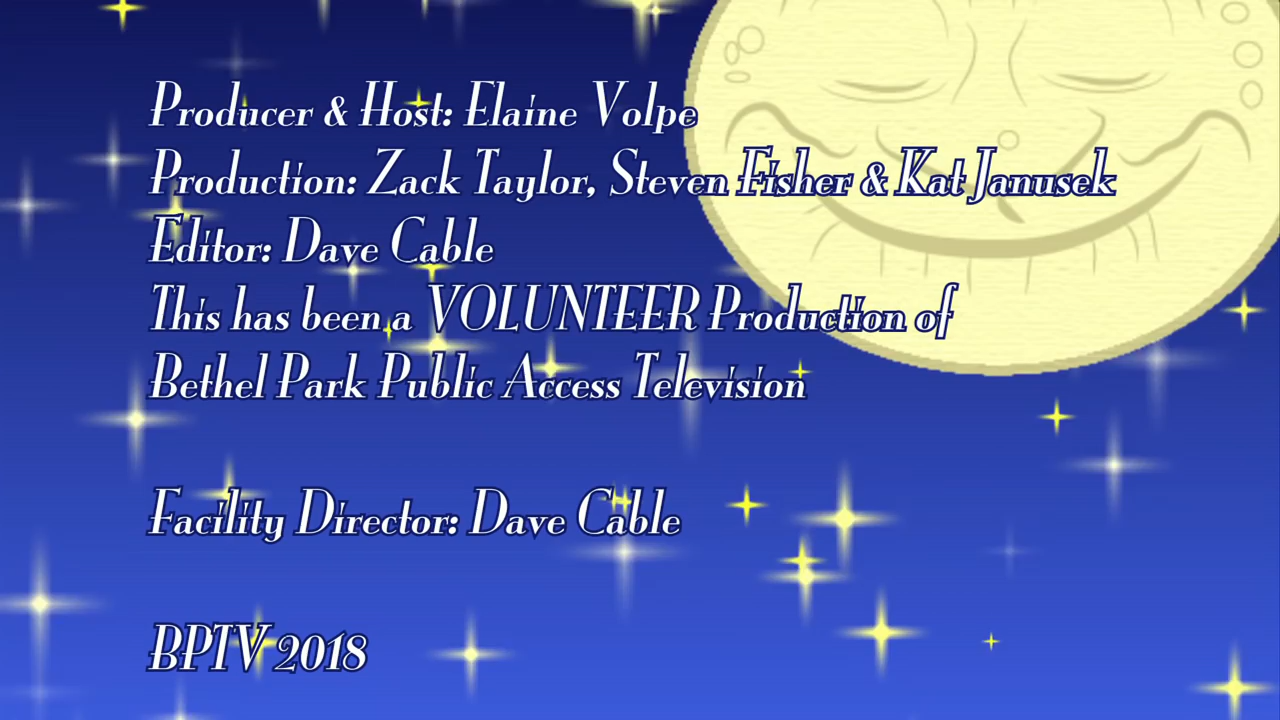 Producer & Host: Elaine Volpe
Production: Zack Taylor, Steven Fisher & Kat Janusek
Editor: Dave Cable
This has been a VOLUNTEER Production of
Bethel Park Public Access Television
Facility Director: Dave Cable
BPTV 2018